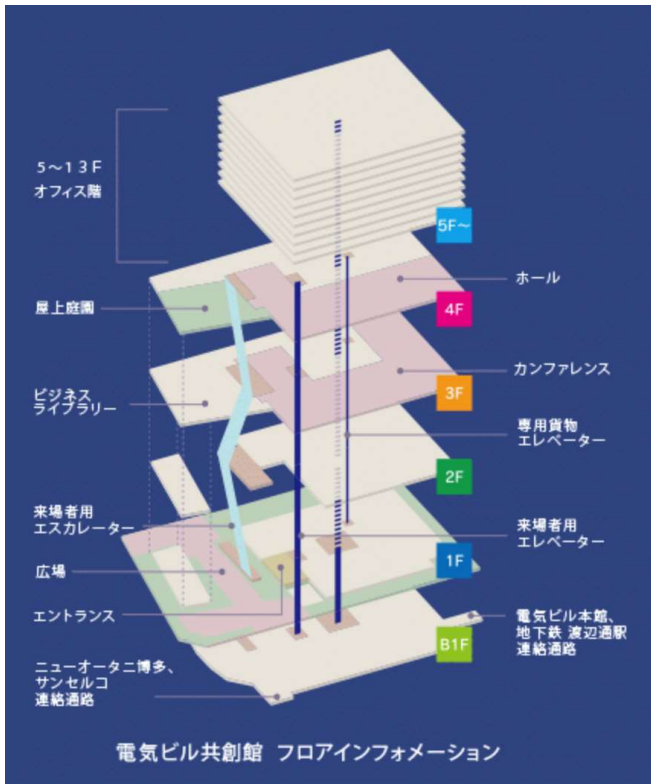 5〜13F
オフィス階
5F〜
ホール
4F
屋上庭園
カンファレンス
3F
ビジネス
ライブラリー
専用貨物
エレベーター
2F
来場者用
エスカレーター
来場者用
エレベーター
1F
広場
エントランス
電気ビル本館、
地下鉄 渡辺通駅
連絡通路
B1F
ニューオータニ博多、
サンセルコ
連絡通路
電気ビル共創館 フロアインフォメーション